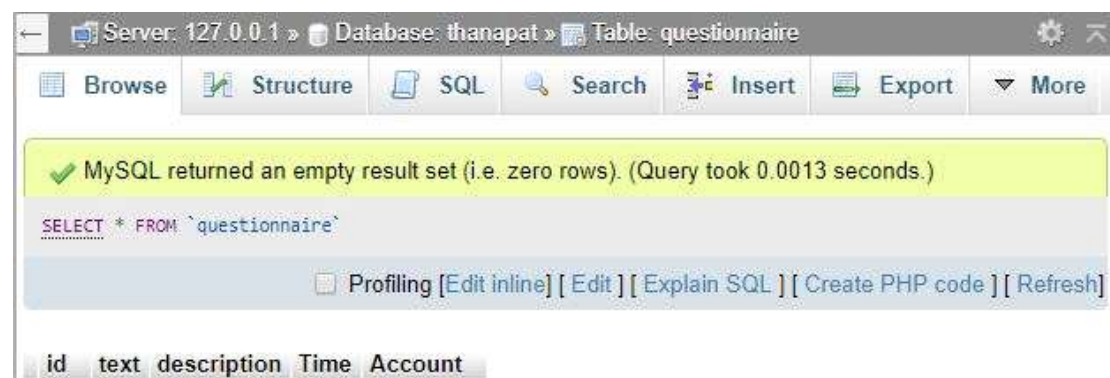 Server: 127.0.0.1 » Database: thanapat » Table: questionnaire
Browse Structure SQL Search Insert Export More
MySQL returned an empty result set (i.e. zero rows). (Query took 0.0013 seconds.)
SELECT * FROM `questionnaire`
Profiling [Edit inline] [ Edit ] [ Explain SQL ] [ Create PHP code ] [ Refresh]
id text description Time Account